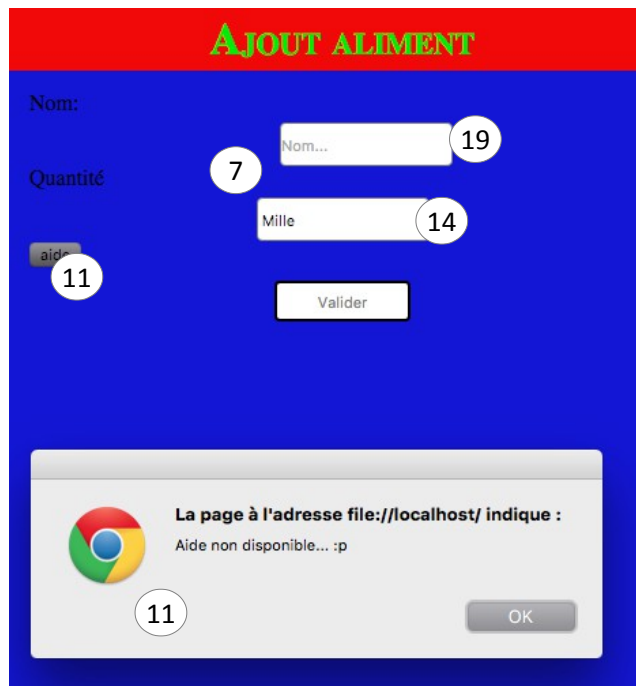 AJOUT ALIMENT
Nom:
Nom...
19
7
Quantité
Mille
14
aide
11
Valider
La page à l'adresse file://localhost/ indique :
Aide non disponible... :p
11
OK